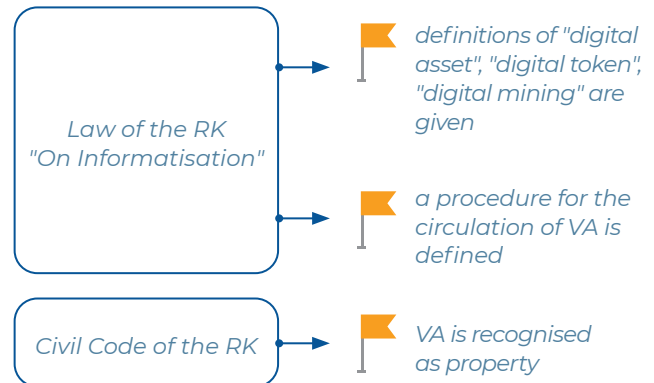 Law of the RK
"On Informatisation"
definitions of "digital
asset", "digital token",
"digital mining" are
given
a procedure for the
circulation of VA is
defined
Civil Code of the RK
VA is recognised
as property